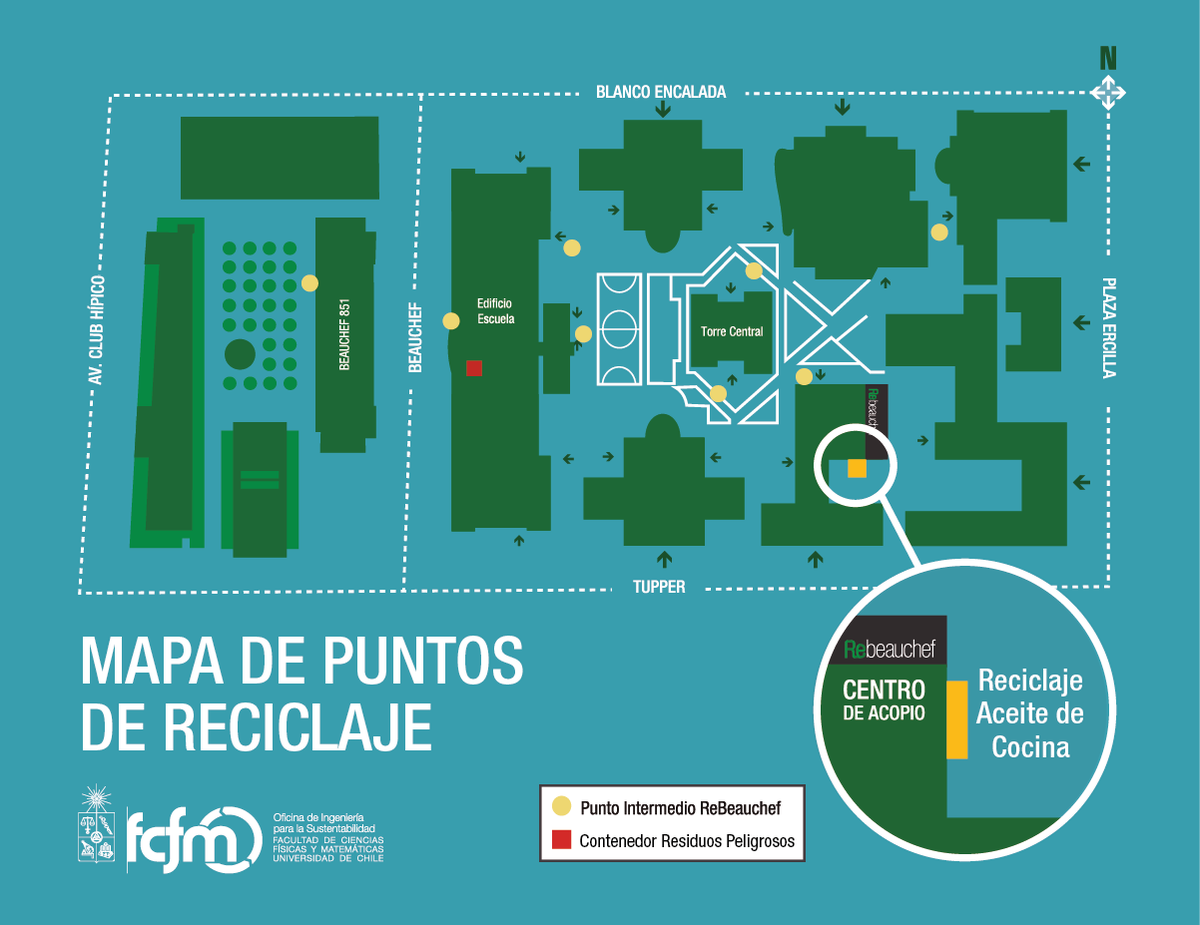 N
BLANCO ENCALADA
AV. CLUB HÍPICO
BEAUCHEF 851
BEAUCHEF
Edificio
Escuela
Torre Central
PLAZA ERCILLA
Rebeauchef
TUPPER
MAPA DE PUNTOS
DE RECICLAJE
Rebeauchef
CENTRO
DE ACOPIO
Reciclaje
Aceite de
Cocina
Punto Intermedio ReBeauchef
Contenedor Residuos Peligrosos
fcfm
Oficina de Ingeniería
para la Sustentabilidad
FACULTAD DE CIENCIAS
FÍSICAS Y MATEMÁTICAS
UNIVERSIDAD DE CHILE